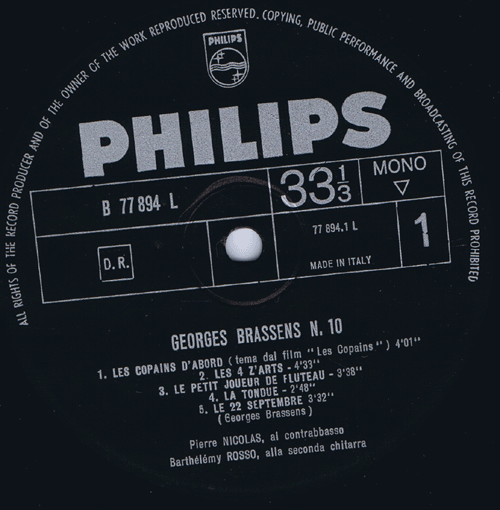 ALL RIGHTS OF THE RECORD PRODUCER AND OF THE OWNER OF THE WORK REPRODUCED RESERVED. COPYING, PUBLIC PERFORMANCE AND BROADCASTING OF THIS RECORD PROHIBITED
PHILIPS
PHILIPS
B 77 894 L
33 1/3
MONO
D.R.
77 894.1 L
MADE IN ITALY
1
GEORGES BRASSENS N. 10
1. LES COPAINS D'ABORD (tema dal film "Les Copains") 4'01"
2. LES 4 Z'ARTS - 4'33"
3. LE PETIT JOUEUR DE FLUTEAU - 3'38"
4. LA TONDUE - 2'48"
5. LE 22 SEPTEMBRE 3'32"
(Georges Brassens)
Pierre NICOLAS, al contrabbasso
Barthélémy ROSSO, alla seconda chitarra